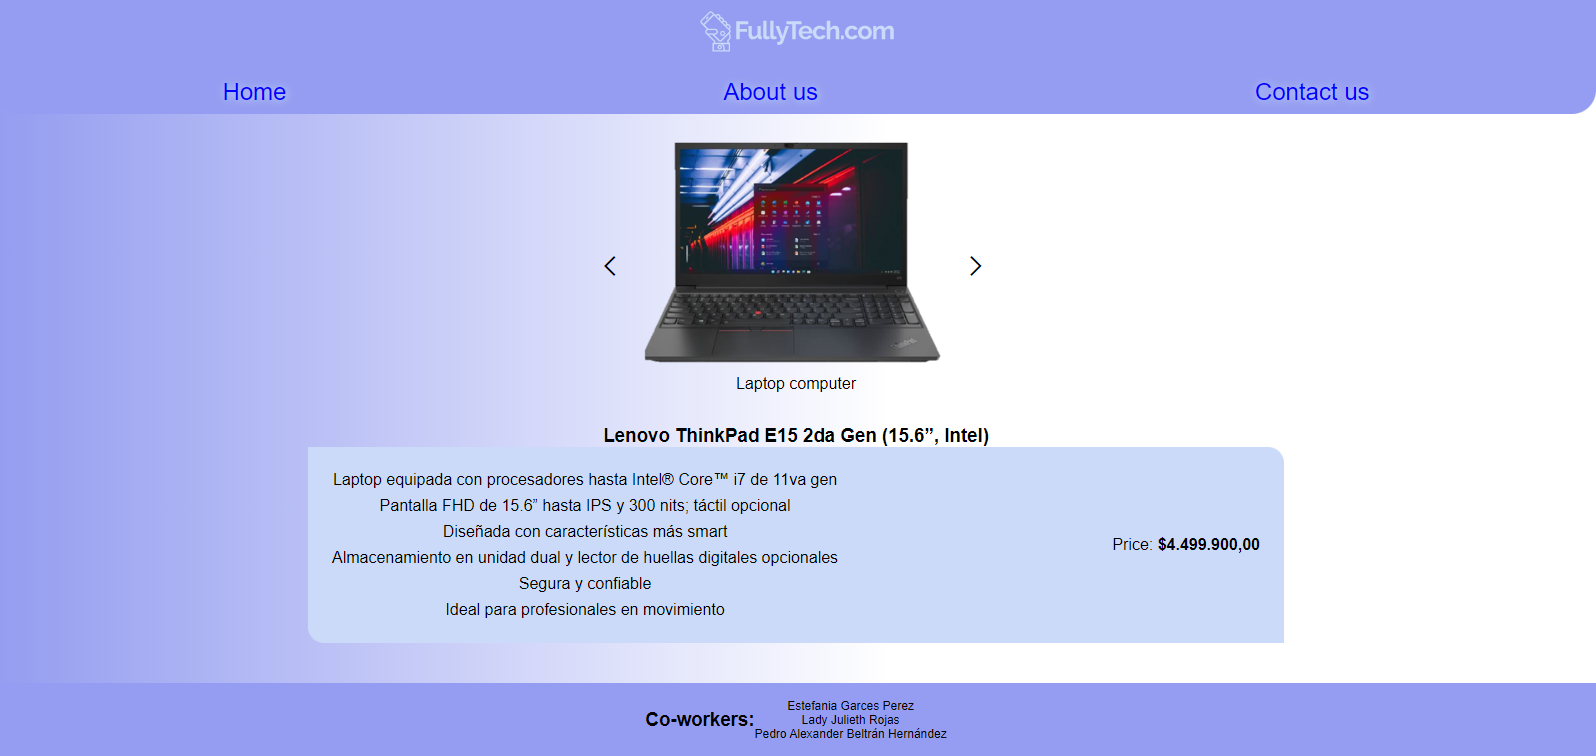 FullyTech.com
Home
About us
Contact us
Laptop computer
Lenovo ThinkPad E15 2da Gen (15.6”, Intel)
Laptop equipada con procesadores hasta Intel® Core™ i7 de 11va gen
Pantalla FHD de 15.6” hasta IPS y 300 nits; táctil opcional
Diseñada con características más smart
Almacenamiento en unidad dual y lector de huellas digitales opcionales
Segura y confiable
Ideal para profesionales en movimiento
Price: $4.499.900,00
Co-workers:
Estefania Garces Perez
Lady Julieth Rojas
Pedro Alexander Beltrán Hernández